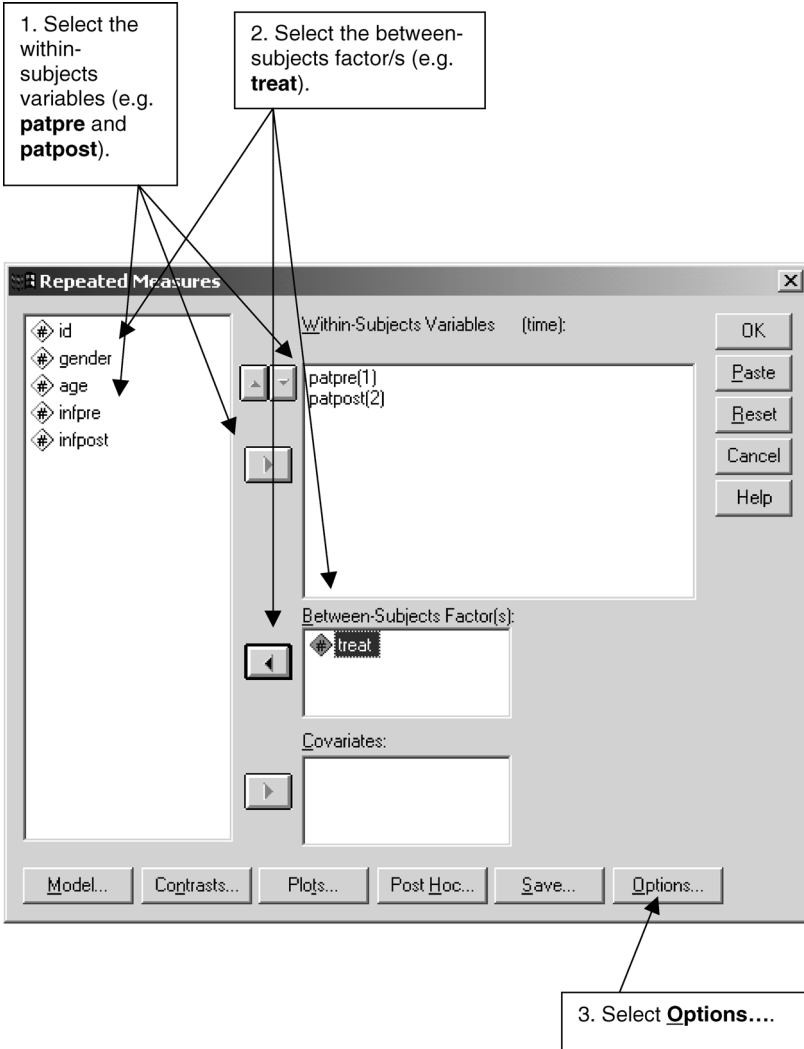 1. Select the
within-
subjects
variables (e.g.
patpre and
patpost).
2. Select the between-
subjects factor/s (e.g.
treat).
Repeated Measures
id
gender
age
infpre
infpost
Within-Subjects Variables (time):
patpre(1)
patpost(2)
Between-Subjects Factor(s):
treat
Covariates:
OK
Paste
Reset
Cancel
Help
Model...
Contrasts...
Plots...
Post Hoc...
Save...
Options...
3. Select Options….